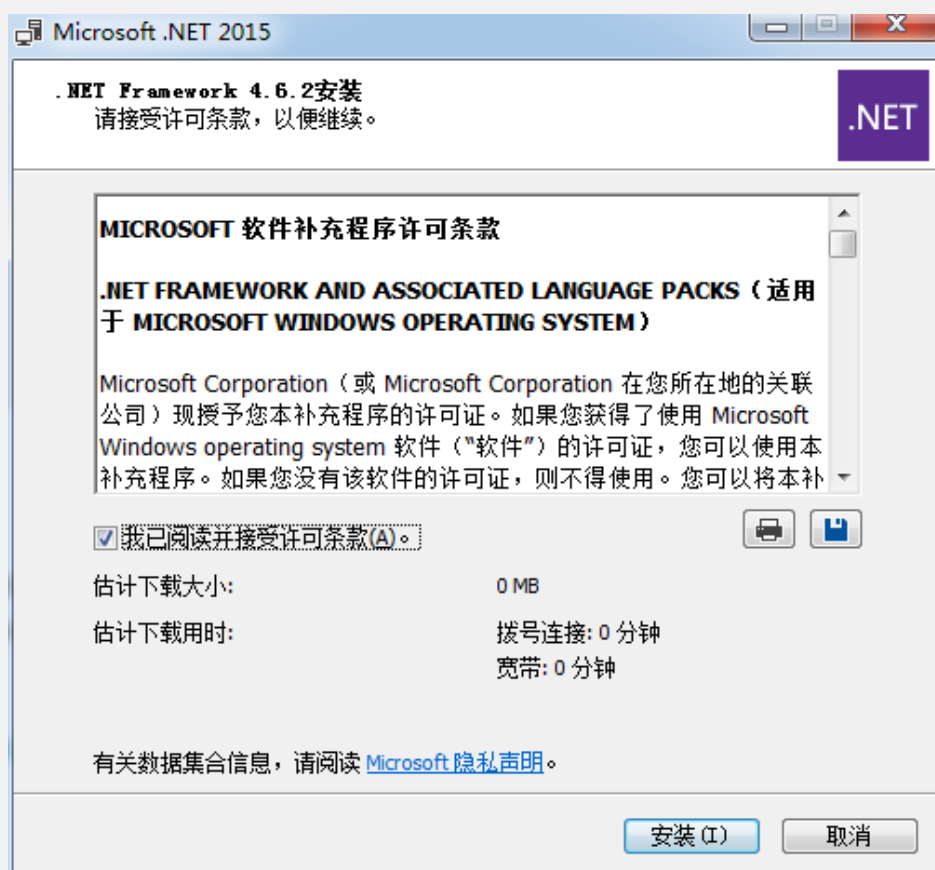 Microsoft .NET 2015
.NET Framework 4.6.2安装
请接受许可条款，以便继续。
.NET
MICROSOFT 软件补充程序许可条款
.NET FRAMEWORK AND ASSOCIATED LANGUAGE PACKS（适用
于 MICROSOFT WINDOWS OPERATING SYSTEM）
Microsoft Corporation（或 Microsoft Corporation 在您所在地的关联
公司）现授予您本补充程序的许可证。如果您获得了使用 Microsoft
Windows operating system 软件（“软件”）的许可证，您可以使用本
补充程序。如果您没有该软件的许可证，则不得使用。您可以将本补
我已阅读并接受许可条款(A)。
估计下载大小: 0 MB
估计下载用时: 拨号连接: 0 分钟
宽带: 0 分钟
有关数据集合信息，请阅读 Microsoft 隐私声明。
安装(I) 取消